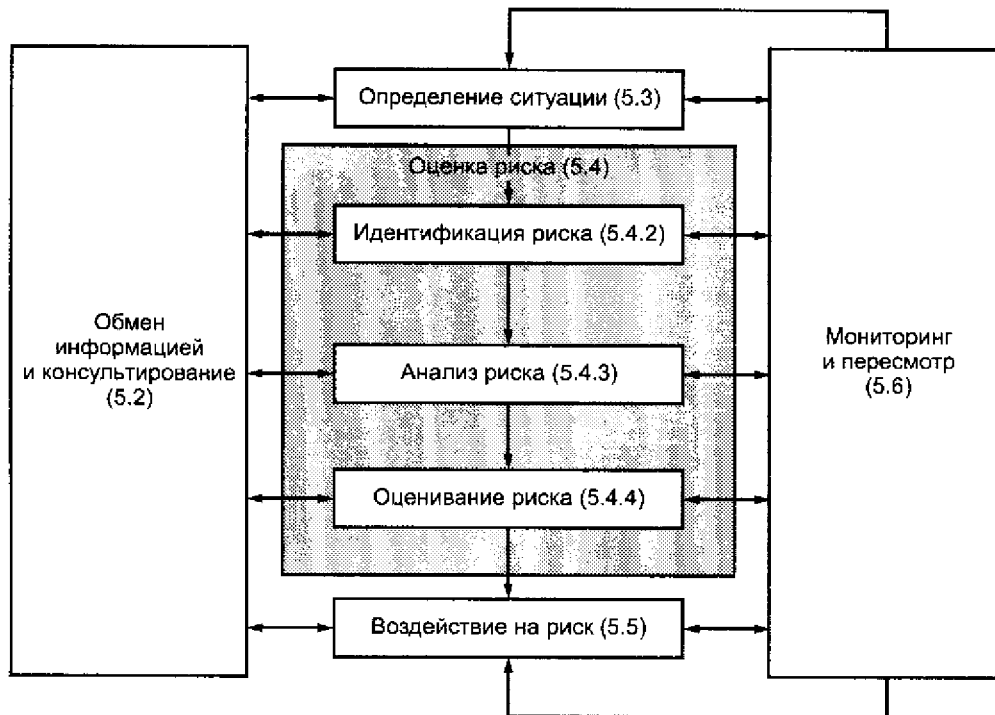 Определение ситуации (5.3)
Оценка риска (5.4)
Идентификация риска (5.4.2)
Обмен
информацией
и консультирование
(5.2)
Анализ риска (5.4.3)
Мониторинг
и пересмотр
(5.6)
Оценивание риска (5.4.4)
Воздействие на риск (5.5)